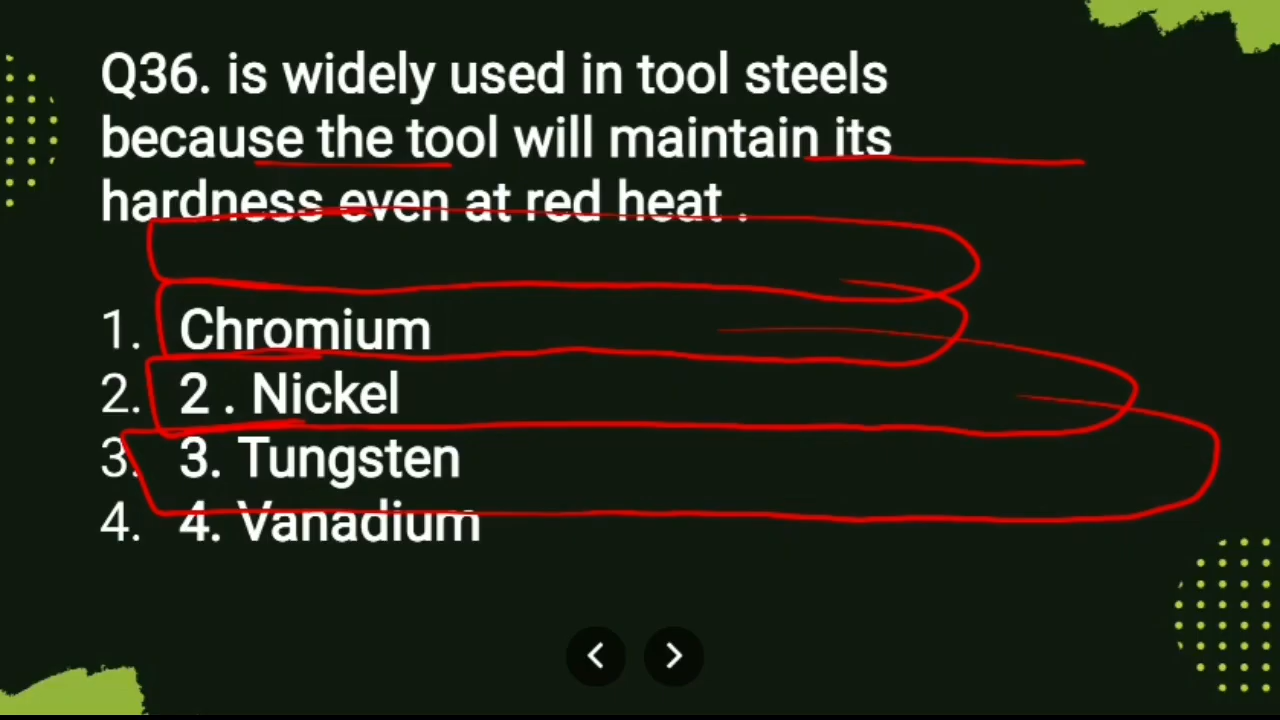 Q36. is widely used in tool steels
because the tool will maintain its
hardness even at red heat .
1. Chromium
2. 2 . Nickel
3. 3. Tungsten
4. 4. Vanadium